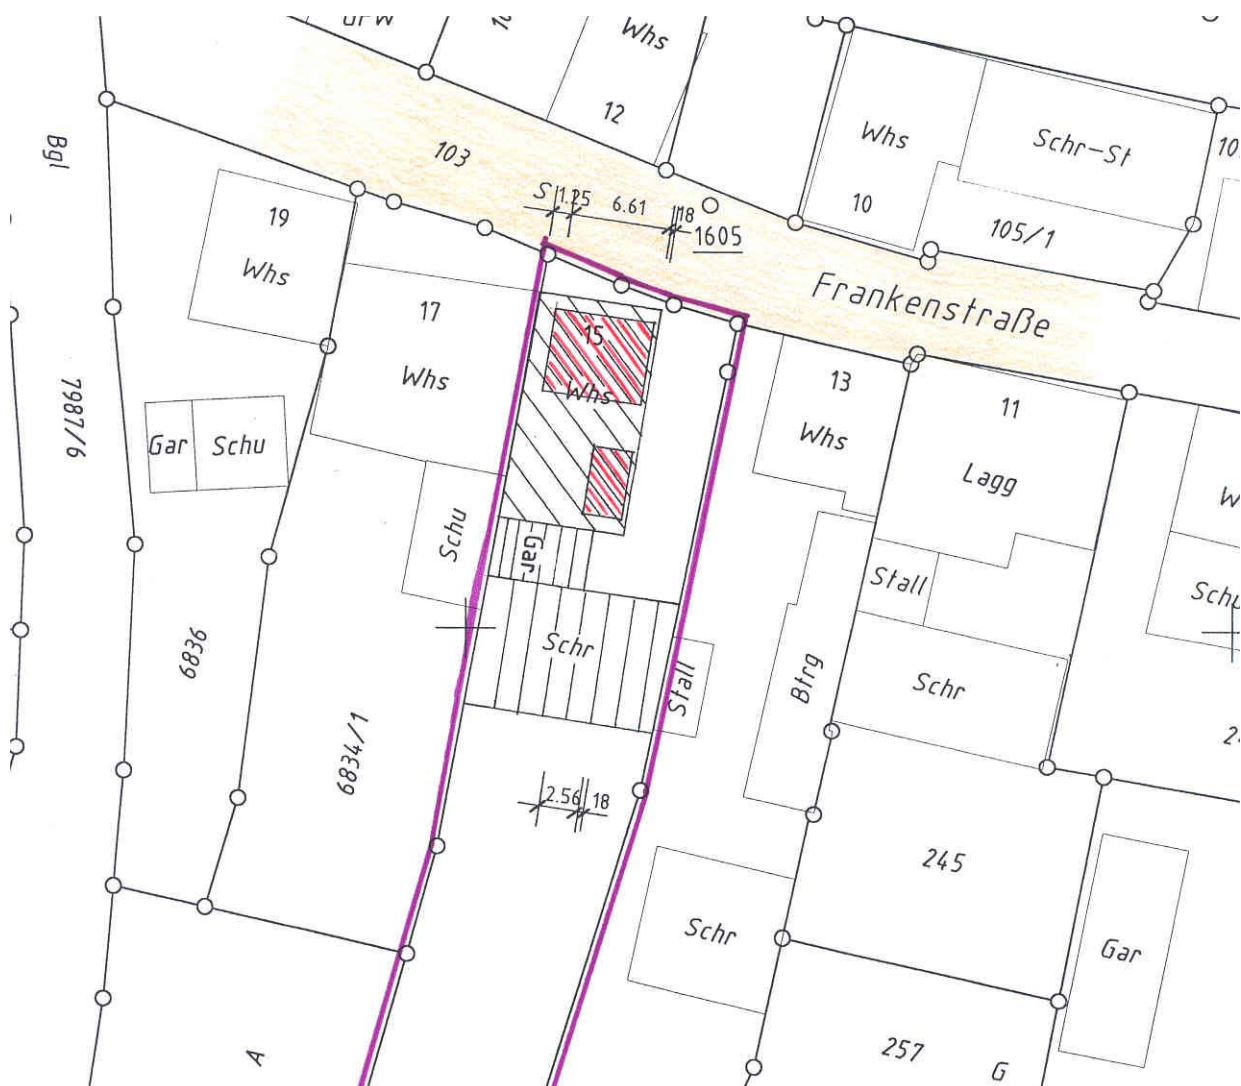 Whs
12
103
Whs
10
Schr-St
105/1
Bgl
19
Whs
S
1.25
6.61
18
1605
Frankenstraße
17
Whs
15
Whs
13
Whs
11
Lagg
7987/6
Gar
Schu
Schu
Gar
Stall
Schu
Schr
Stall
Btrg
Schr
6836
6834/1
2.56
18
245
Schr
Gar
A
257
G